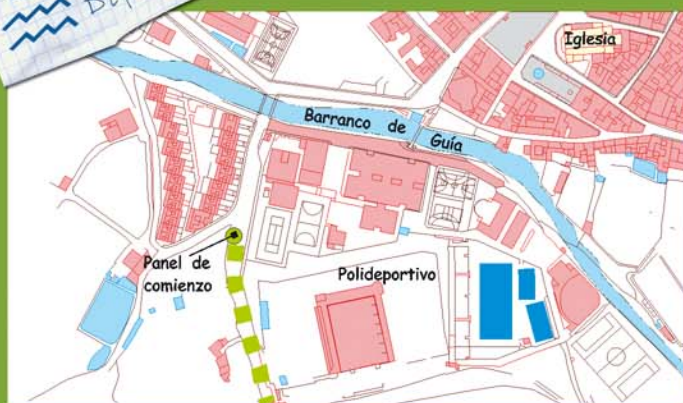 Iglesia
Barranco de Guía
Panel de
comienzo
Polideportivo